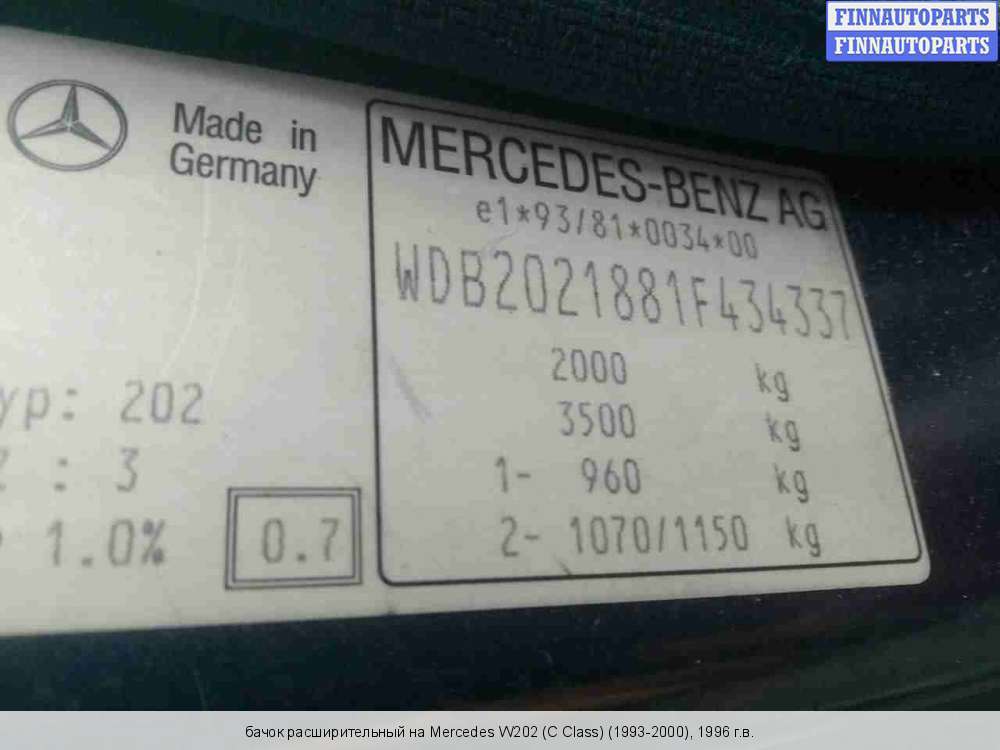 FINNAUTOPARTS
FINNAUTOPARTS
Made in
Germany
MERCEDES-BENZ AG
e1*93/81*0034*00
WDB2021881F434337
2000 kg
3500 kg
1- 960 kg
2- 1070/1150 kg
yp: 202
: 3
1.0%
0.7
бачок расширительный на Mercedes W202 (C Class) (1993-2000), 1996 г.в.